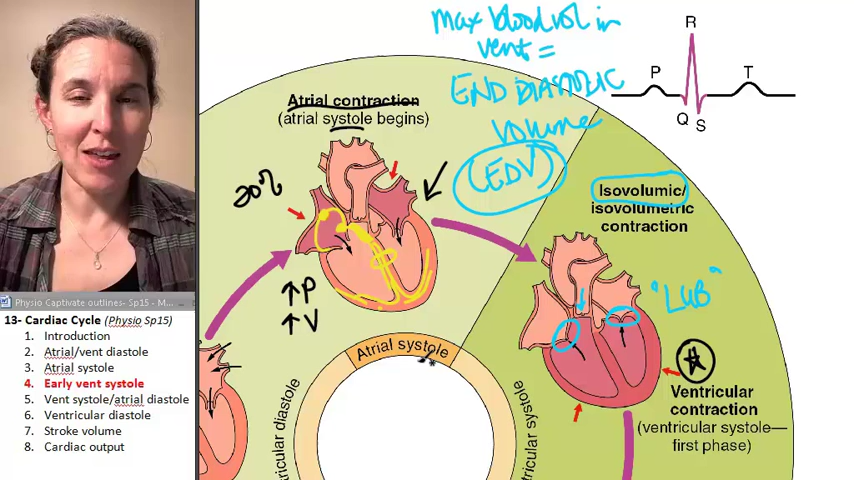 max blood vol in
vent =
END DIASTOLIC
volume
(EDV)
R
P
T
Q
S
Atrial contraction
(atrial systole begins)
20%
↑P
↑V
Isovolumic/
isovolumetric
contraction
"LUB"
Ventricular
contraction
(ventricular systole—
first phase)
Atrial systole
ricular diastole
tricular systole
Physio Captivate outlines- Sp15 - M...
13- Cardiac Cycle (Physio Sp15)
1. Introduction
2. Atrial/vent diastole
3. Atrial systole
4. Early vent systole
5. Vent systole/atrial diastole
6. Ventricular diastole
7. Stroke volume
8. Cardiac output